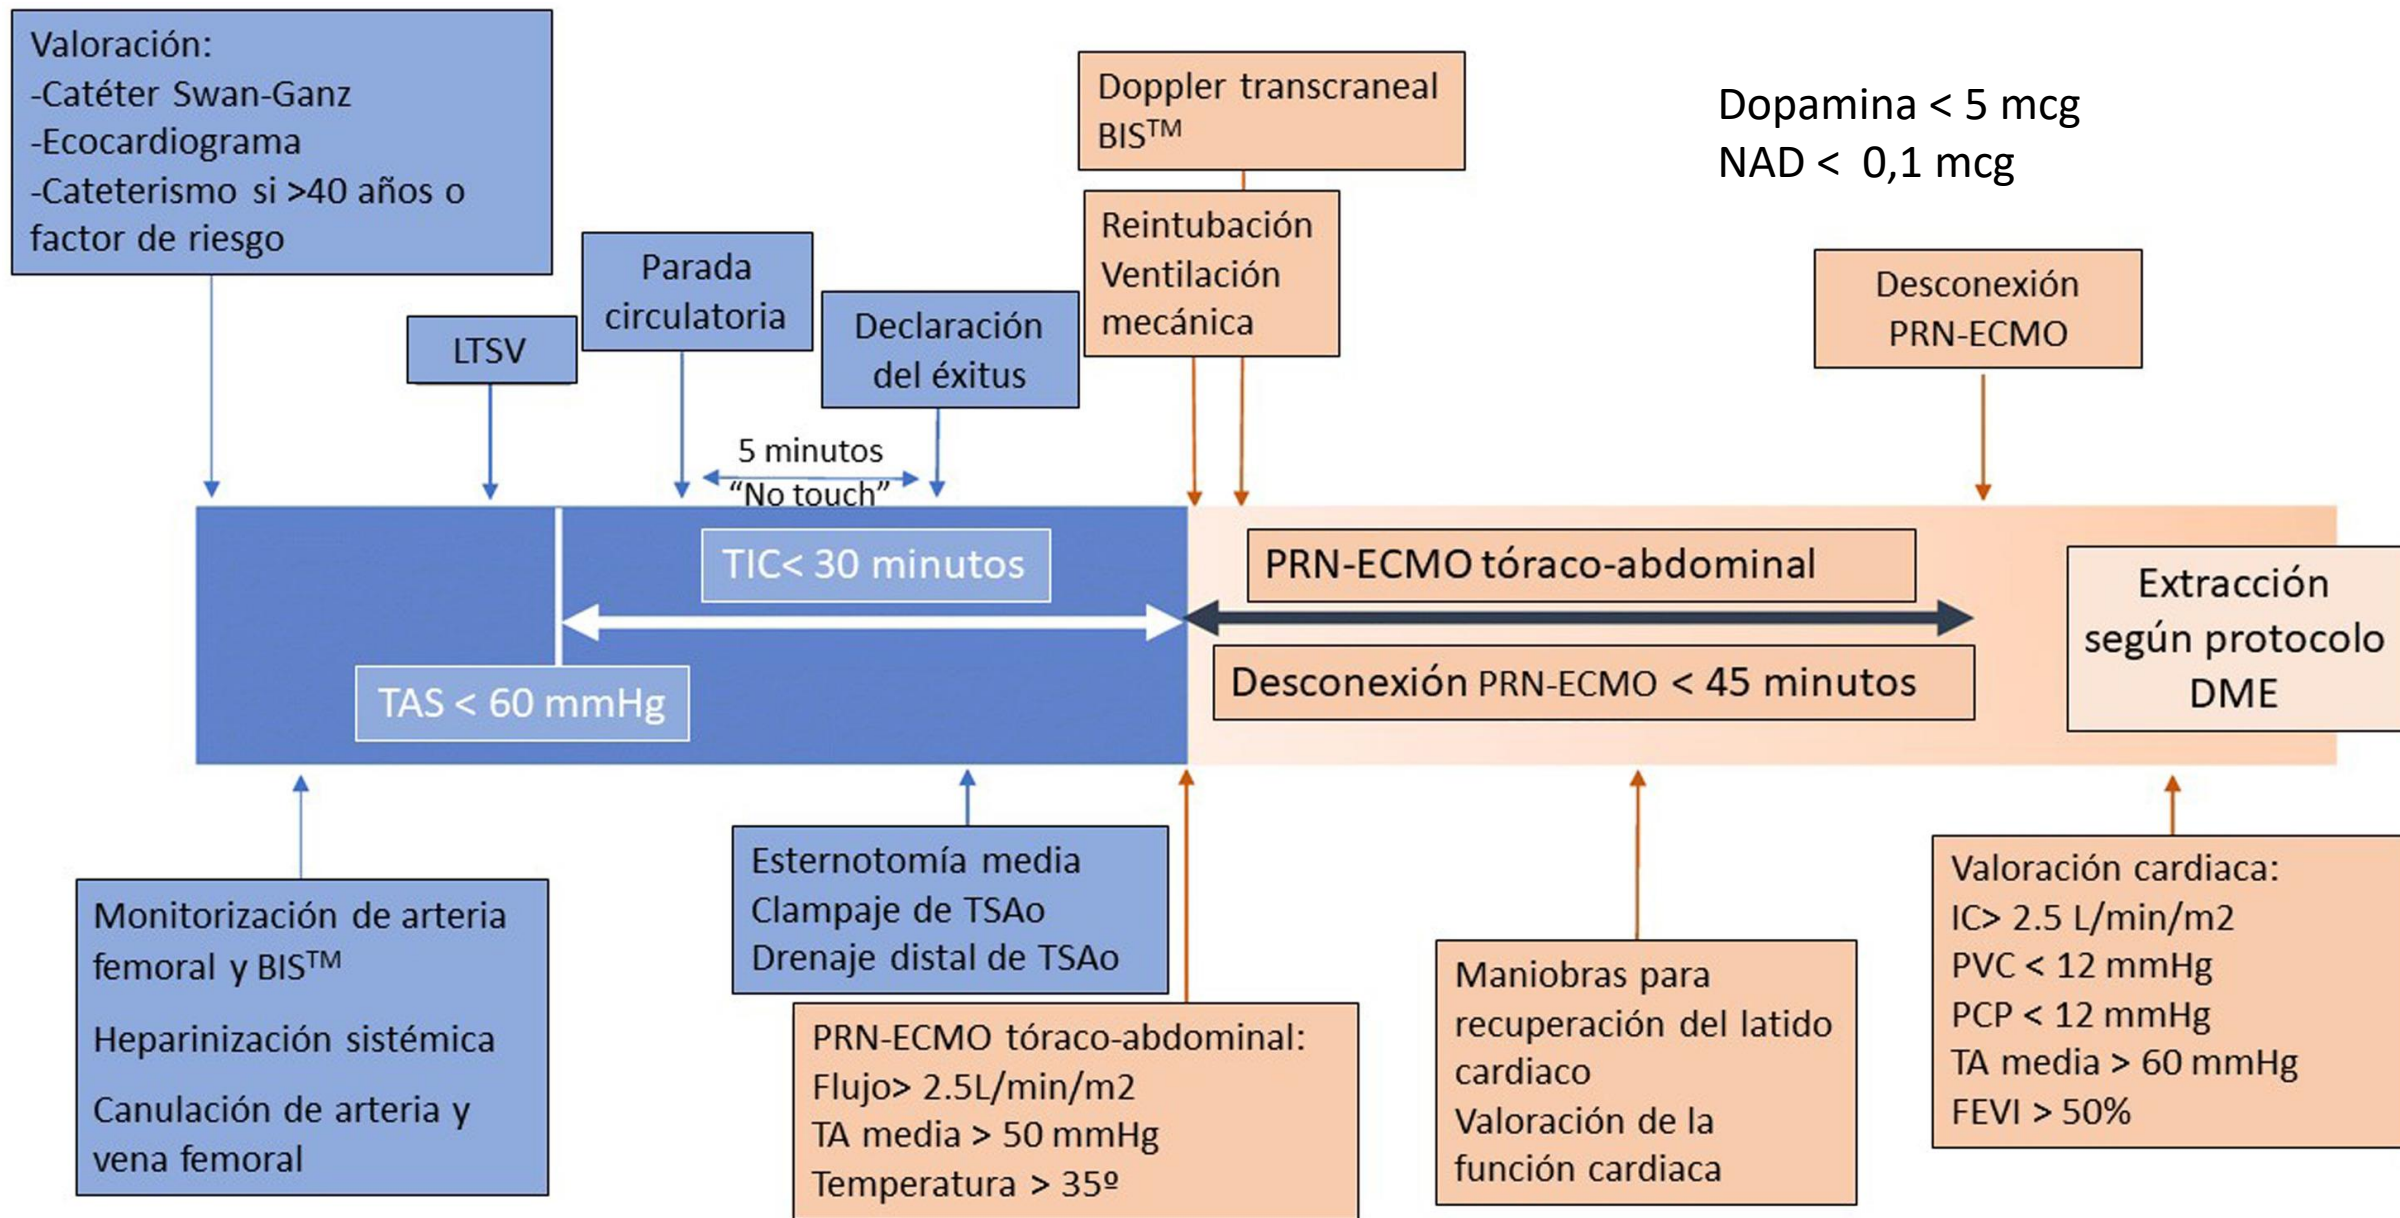 Valoración:
-Catéter Swan-Ganz
-Ecocardiograma
-Cateterismo si >40 años o
factor de riesgo
LTSV
Parada
circulatoria
Declaración
del éxitus
5 minutos
“No touch”
Doppler transcraneal
BIS™
Reintubación
Ventilación
mecánica
Dopamina < 5 mcg
NAD < 0,1 mcg
Desconexión
PRN-ECMO
TIC< 30 minutos
TAS < 60 mmHg
PRN-ECMO tóraco-abdominal
Desconexión PRN-ECMO < 45 minutos
Extracción
según protocolo
DME
Monitorización de arteria
femoral y BIS™
Heparinización sistémica
Canulación de arteria y
vena femoral
Esternotomía media
Clampaje de TSAo
Drenaje distal de TSAo
PRN-ECMO tóraco-abdominal:
Flujo> 2.5L/min/m2
TA media > 50 mmHg
Temperatura > 35º
Maniobras para
recuperación del latido
cardiaco
Valoración de la
función cardiaca
Valoración cardiaca:
IC> 2.5 L/min/m2
PVC < 12 mmHg
PCP < 12 mmHg
TA media > 60 mmHg
FEVI > 50%